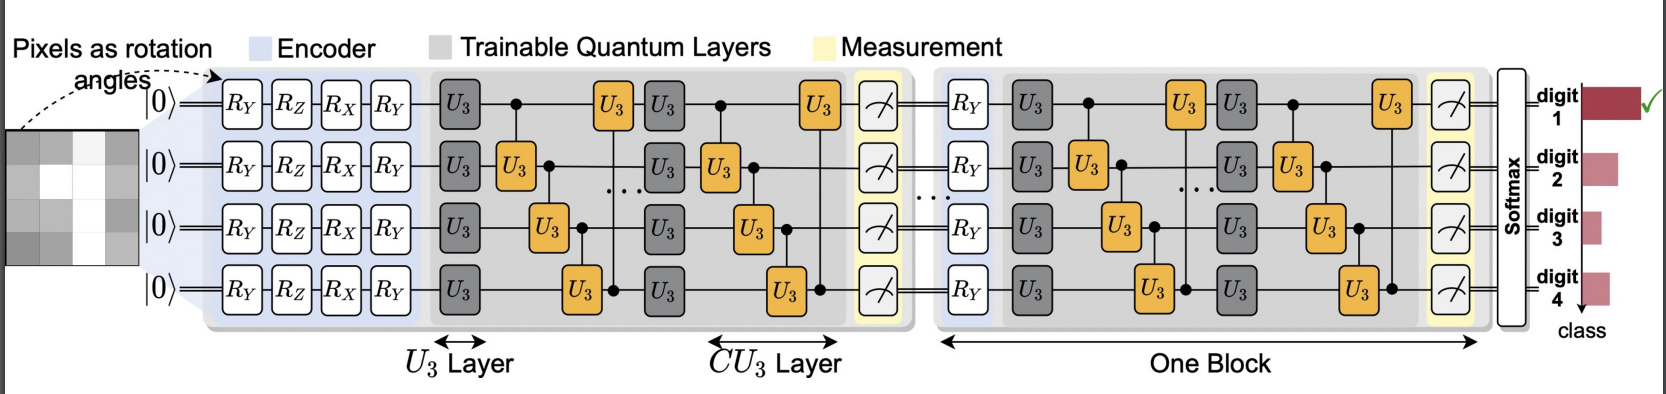 Pixels as rotation
angles
Encoder
Trainable Quantum Layers
Measurement
|0⟩ R_Y R_Z R_X R_Y U_3 U_3 U_3 U_3 R_Y U_3 U_3 U_3 U_3 digit 1
|0⟩ R_Y R_Z R_X R_Y U_3 U_3 U_3 U_3 R_Y U_3 U_3 U_3 U_3 digit 2
...
...
...
|0⟩ R_Y R_Z R_X R_Y U_3 U_3 U_3 U_3 R_Y U_3 U_3 U_3 U_3 digit 3
|0⟩ R_Y R_Z R_X R_Y U_3 U_3 U_3 U_3 R_Y U_3 U_3 U_3 U_3 digit 4
Softmax
class
U_3 Layer
CU_3 Layer
One Block